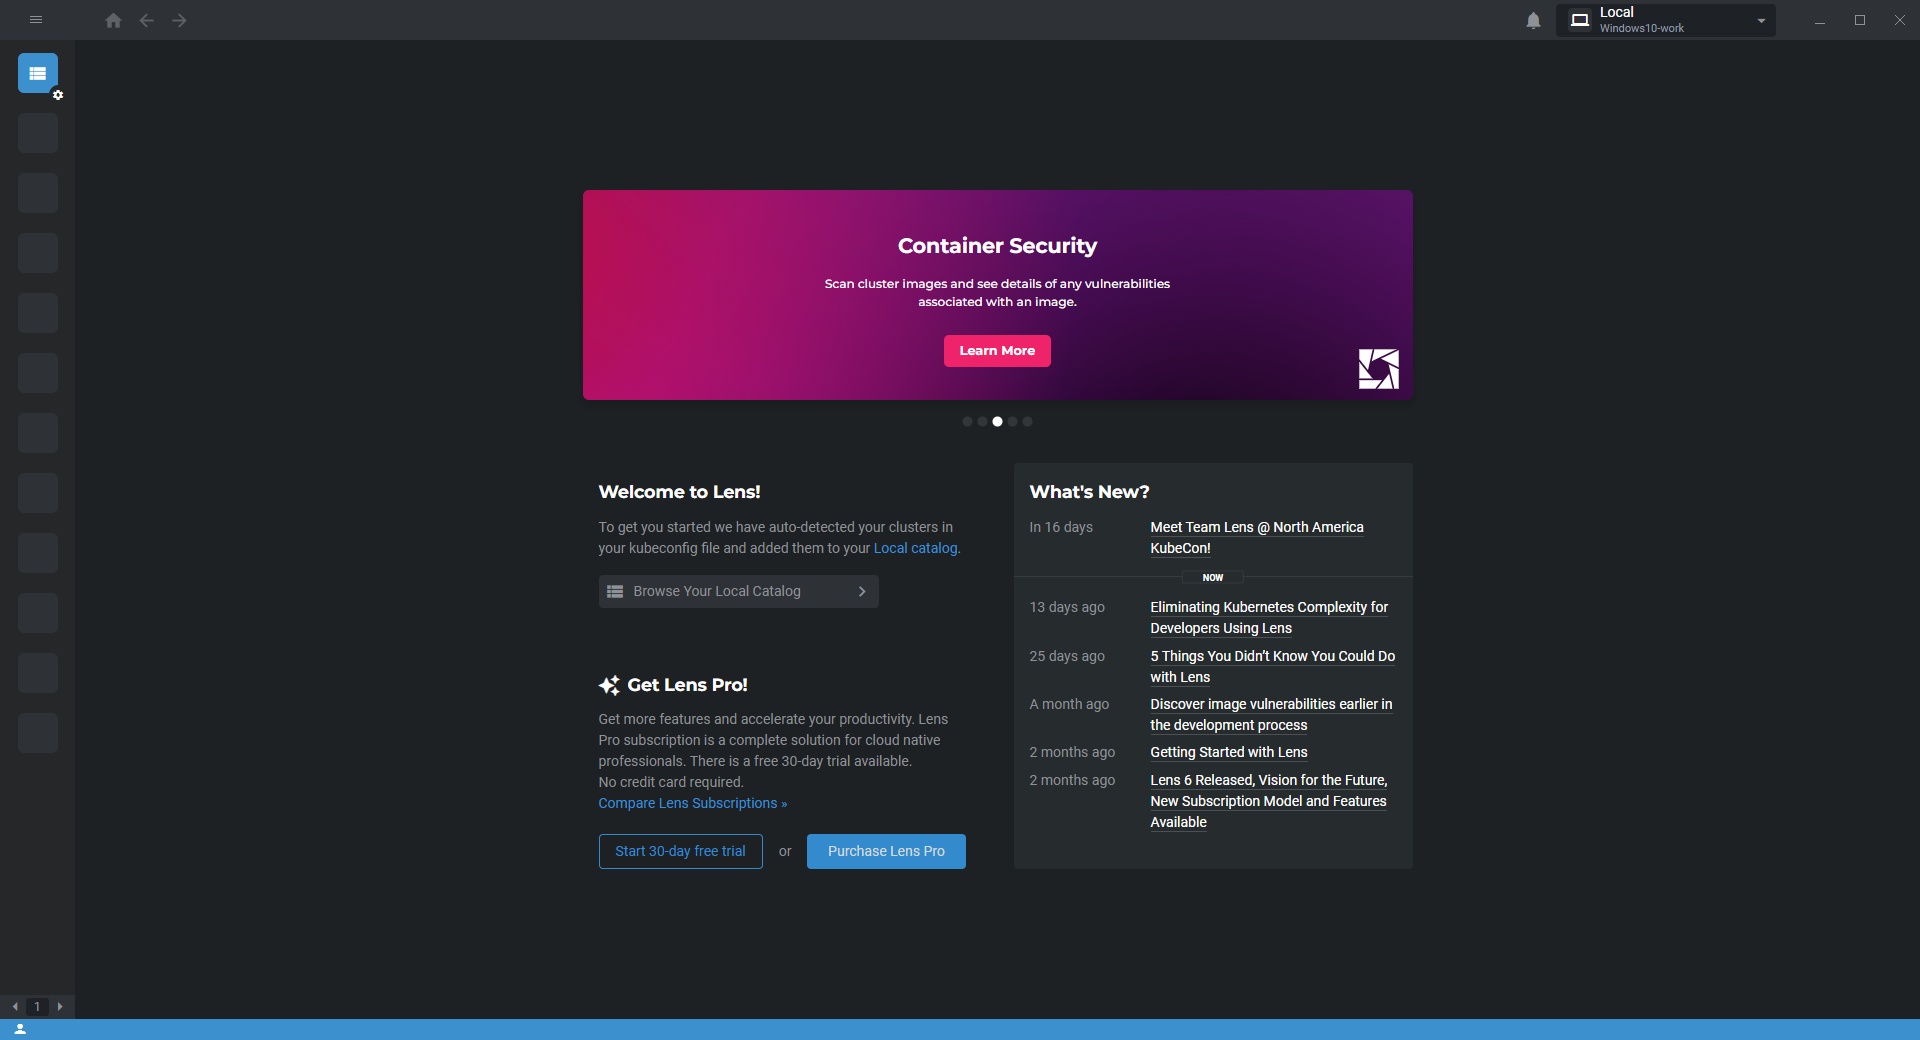 Local
Windows10-work
Container Security
Scan cluster images and see details of any vulnerabilities
associated with an image.
Learn More
Welcome to Lens!
To get you started we have auto-detected your clusters in
your kubeconfig file and added them to your Local catalog.
Browse Your Local Catalog
Get Lens Pro!
Get more features and accelerate your productivity. Lens
Pro subscription is a complete solution for cloud native
professionals. There is a free 30-day trial available.
No credit card required.
Compare Lens Subscriptions »
Start 30-day free trial
or
Purchase Lens Pro
What's New?
In 16 days
Meet Team Lens @ North America
KubeCon!
NOW
13 days ago
Eliminating Kubernetes Complexity for
Developers Using Lens
25 days ago
5 Things You Didn’t Know You Could Do
with Lens
A month ago
Discover image vulnerabilities earlier in
the development process
2 months ago
Getting Started with Lens
2 months ago
Lens 6 Released, Vision for the Future,
New Subscription Model and Features
Available
1